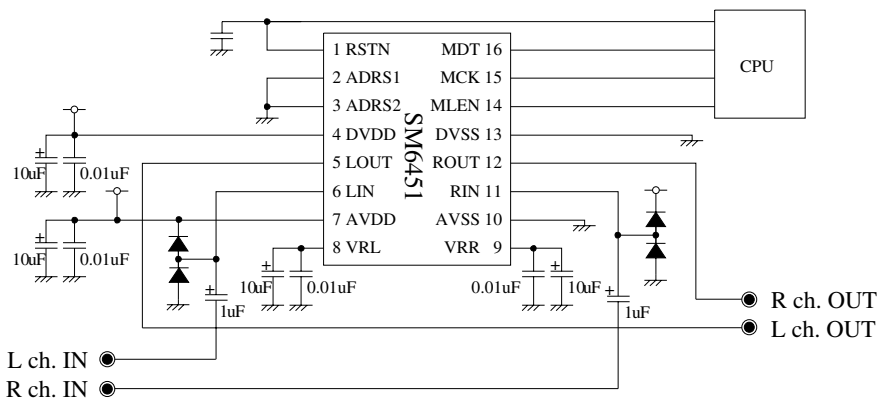 1 RSTN
MDT 16
2 ADRS1
MCK 15
3 ADRS2
MLEN 14
4 DVDD
DVSS 13
5 LOUT
ROUT 12
6 LIN
RIN 11
7 AVDD
AVSS 10
8 VRL
VRR 9
SM6451
CPU
+
10uF
0.01uF
+
10uF
0.01uF
+
10uF
0.01uF
+
0.01uF
10uF
+
1uF
+
1uF
R ch. OUT
L ch. OUT
L ch. IN
R ch. IN